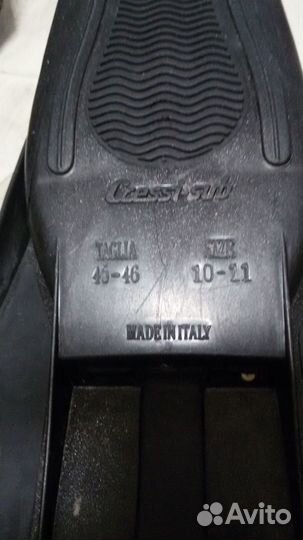 Cressi-sub
TAGLIA SIZE
45-46 10-11
MADE IN ITALY
Avito